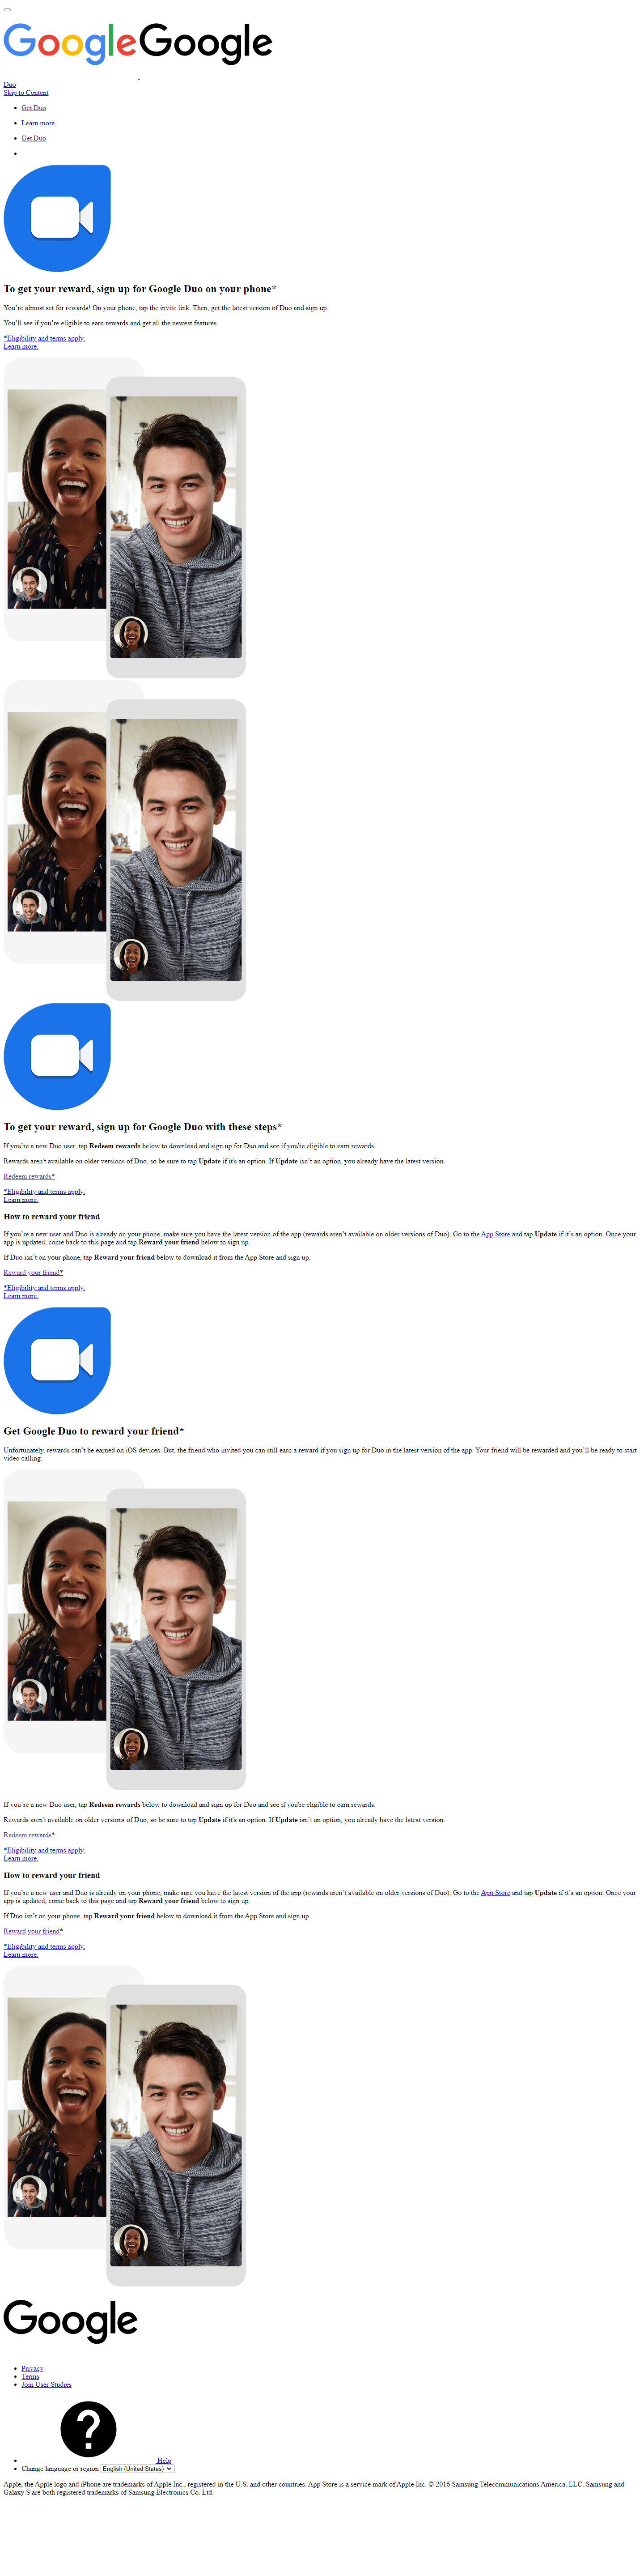 GoogleGoogle
Duo
Skip to Content
Get Duo
Learn more
Get Duo
To get your reward, sign up for Google Duo on your phone*
You’re almost set for rewards! On your phone, tap the invite link. Then, get the latest version of Duo and sign up.
You’ll see if you’re eligible to earn rewards and get all the newest features.
*Eligibility and terms apply.
Learn more.
To get your reward, sign up for Google Duo with these steps*
If you’re a new Duo user, tap Redeem rewards below to download and sign up for Duo and see if you're eligible to earn rewards.
Rewards aren't available on older versions of Duo, so be sure to tap Update if it's an option. If Update isn’t an option, you already have the latest version.
Redeem rewards*
*Eligibility and terms apply.
Learn more.
How to reward your friend
If you’re a new user and Duo is already on your phone, make sure you have the latest version of the app (rewards aren’t available on older versions of Duo). Go to the App Store and tap Update if it’s an option. Once your
app is updated, come back to this page and tap Reward your friend below to sign up.
If Duo isn’t on your phone, tap Reward your friend below to download it from the App Store and sign up.
Reward your friend*
*Eligibility and terms apply.
Learn more.
Get Google Duo to reward your friend*
Unfortunately, rewards can’t be earned on iOS devices. But, the friend who invited you can still earn a reward if you sign up for Duo in the latest version of the app. Your friend will be rewarded and you’ll be ready to start
video calling.
If you’re a new Duo user, tap Redeem rewards below to download and sign up for Duo and see if you're eligible to earn rewards.
Rewards aren't available on older versions of Duo, so be sure to tap Update if it's an option. If Update isn’t an option, you already have the latest version.
Redeem rewards*
*Eligibility and terms apply.
Learn more.
How to reward your friend
If you’re a new user and Duo is already on your phone, make sure you have the latest version of the app (rewards aren’t available on older versions of Duo). Go to the App Store and tap Update if it’s an option. Once your
app is updated, come back to this page and tap Reward your friend below to sign up.
If Duo isn’t on your phone, tap Reward your friend below to download it from the App Store and sign up.
Reward your friend*
*Eligibility and terms apply.
Learn more.
Google
Privacy
Terms
Join User Studies
Help
Change language or region English (United States)
Apple, the Apple logo and iPhone are trademarks of Apple Inc., registered in the U.S. and other countries. App Store is a service mark of Apple Inc. © 2016 Samsung Telecommunications America, LLC. Samsung and
Galaxy S are both registered trademarks of Samsung Electronics Co. Ltd.